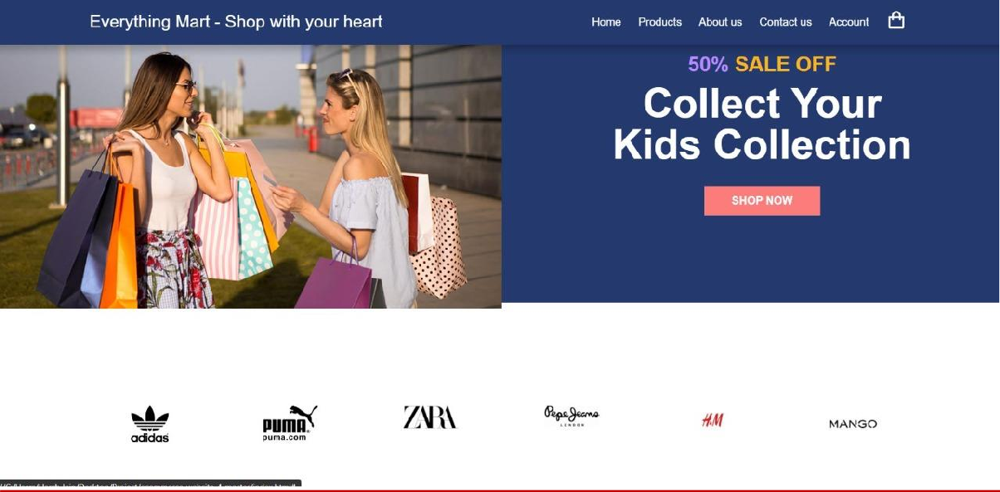 Everything Mart - Shop with your heart
Home Products About us Contact us Account
50% SALE OFF
Collect Your
Kids Collection
SHOP NOW
adidas
PUMA
puma.com
ZARA
Pepe Jeans
LONDON
H&M
MANGO